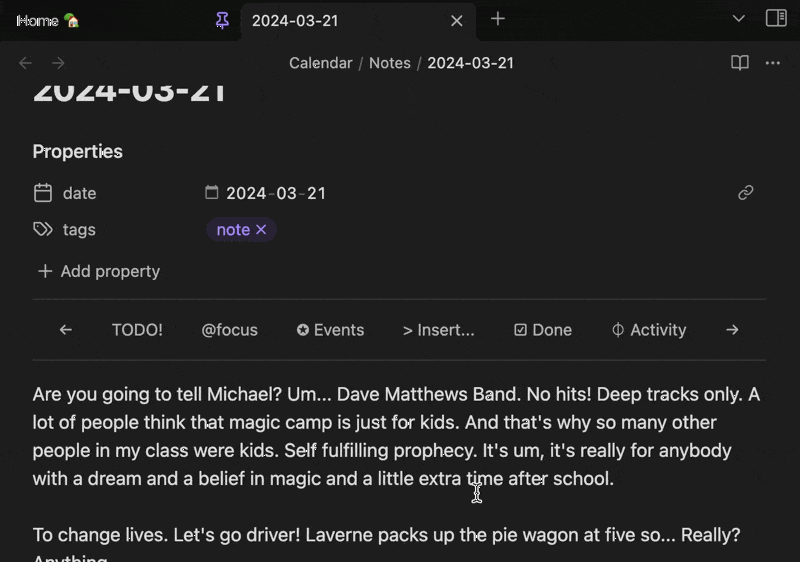 Home 🏡 2024-03-21
Calendar / Notes / 2024-03-21
2024-03-21
Properties
date 2024-03-21
tags note
Add property
TODO! @focus Events > Insert... Done Activity
Are you going to tell Michael? Um... Dave Matthews Band. No hits! Deep tracks only. A
lot of people think that magic camp is just for kids. And that's why so many other
people in my class were kids. Self fulfilling prophecy. It's um, it's really for anybody
with a dream and a belief in magic and a little extra time after school.
To change lives. Let's go driver! Laverne packs up the pie wagon at five so... Really?
Anything